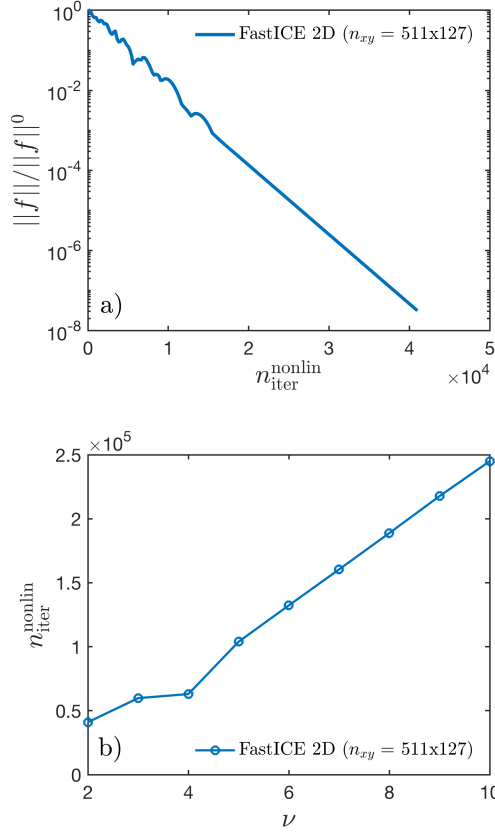 10^0
FastICE 2D (n_xy = 511x127)
10^-2
||f||/||f||^0
10^-4
10^-6
a)
10^-8
0 1 2 3 4 5
n_iter^nonlin
×10^4
×10^5
2.5
2
1.5
n_iter^nonlin
1
0.5
b)
FastICE 2D (n_xy = 511x127)
0
2 4 6 8 10
ν